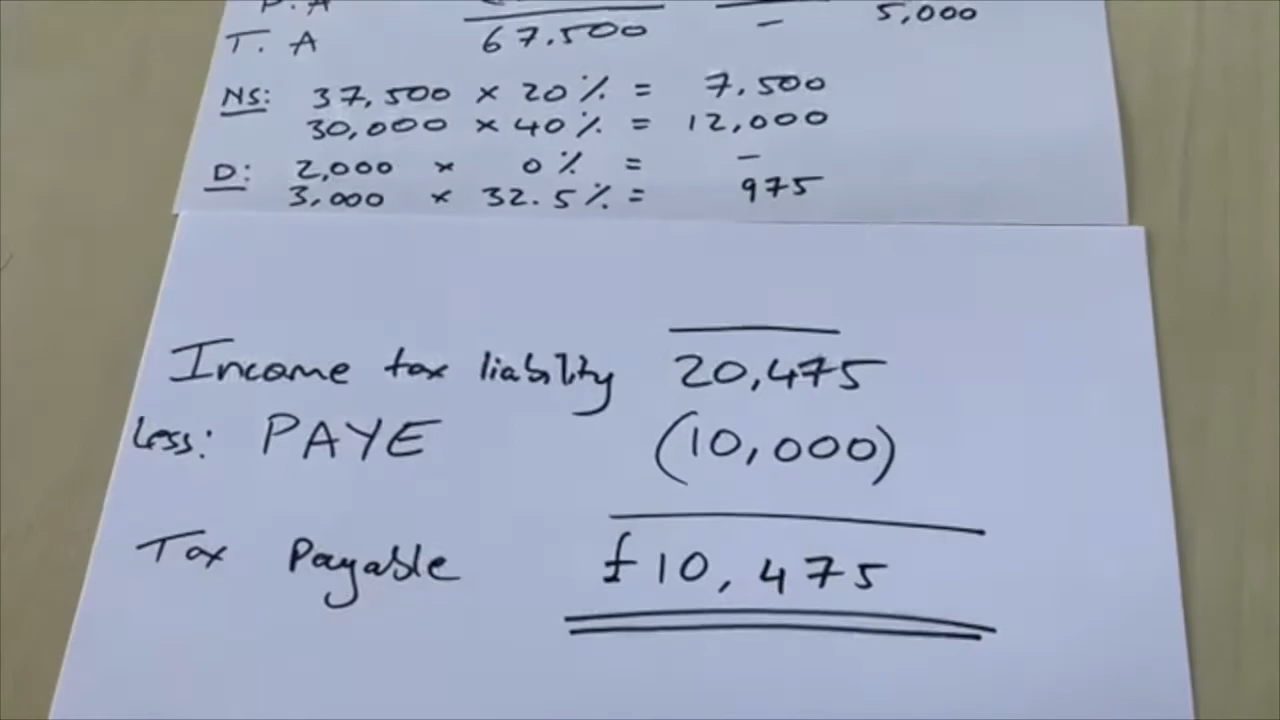 P.A 5,000
T. A 67,500 –
NS: 37,500 × 20% = 7,500
30,000 × 40% = 12,000
D: 2,000 × 0% = –
3,000 × 32.5% = 975
Income tax liability 20,475
Less: PAYE (10,000)
Tax Payable £10,475